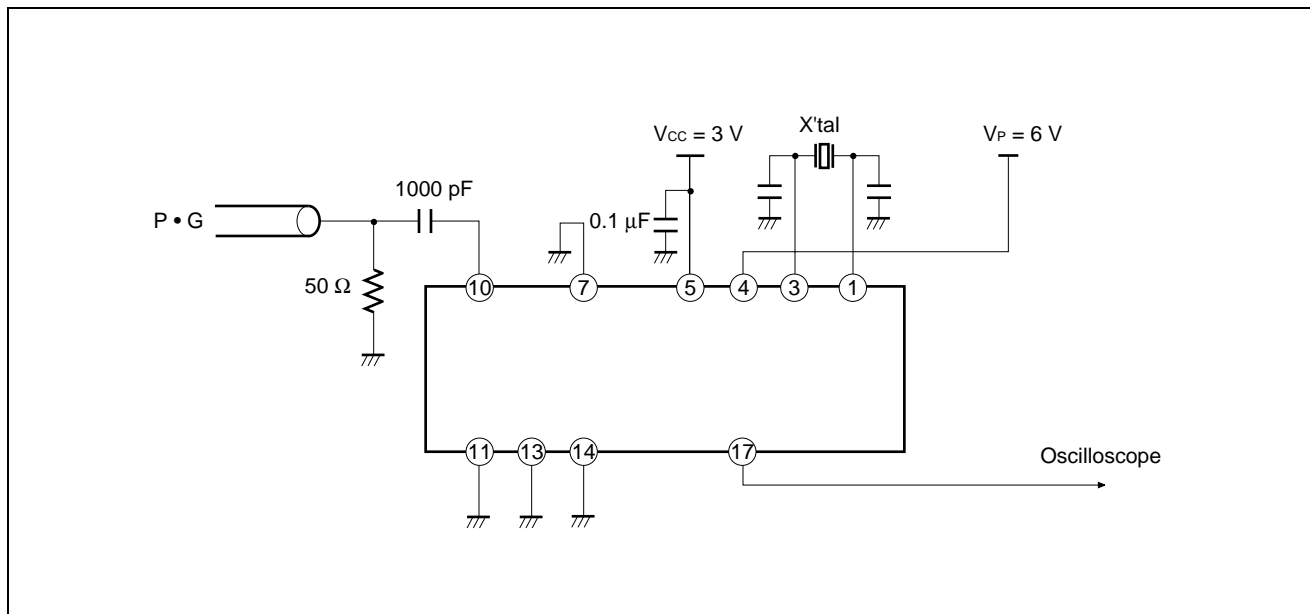 X'tal
VCC = 3 V
VP = 6 V
1000 pF
P • G
0.1 μF
50 Ω
10 7 5 4 3 1
11 13 14 17
Oscilloscope